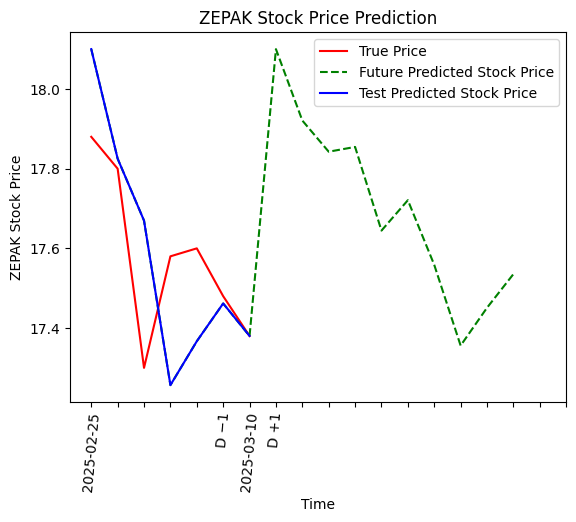 ZEPAK Stock Price Prediction
True Price
Future Predicted Stock Price
Test Predicted Stock Price
ZEPAK Stock Price
18.0
17.8
17.6
17.4
2025-02-25
D −1
2025-03-10
D +1
Time